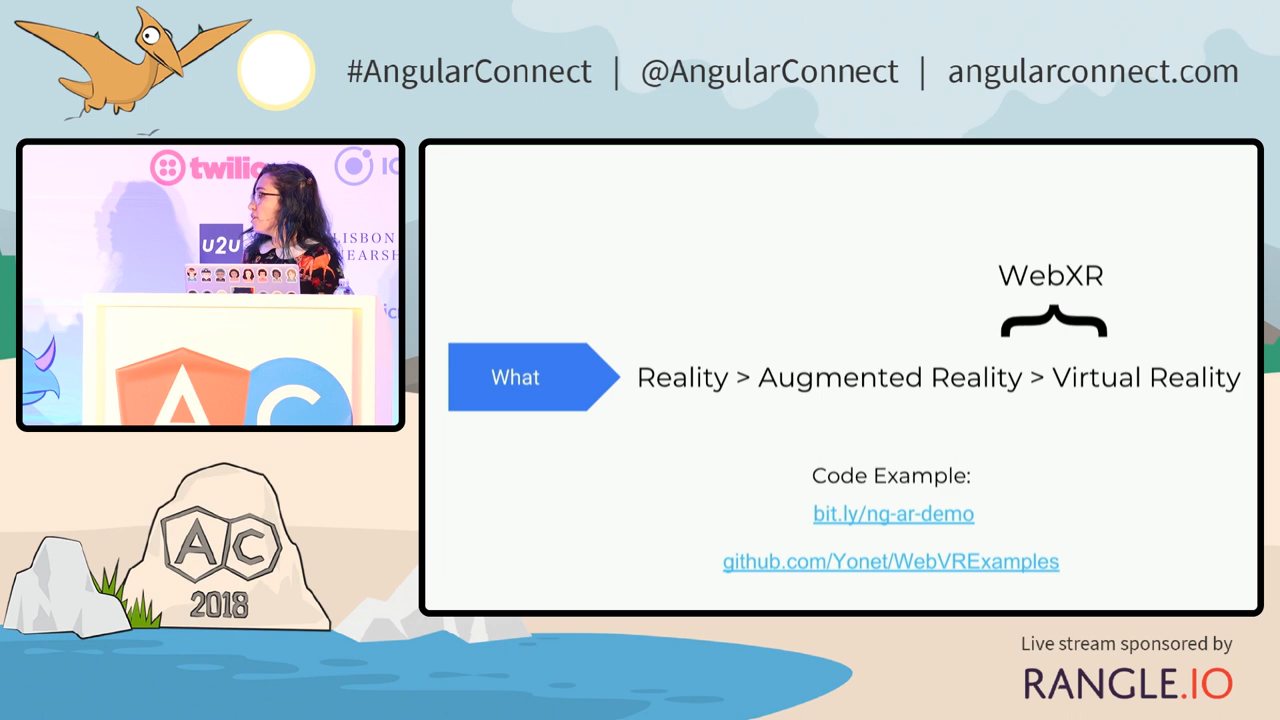 #AngularConnect | @AngularConnect | angularconnect.com
twilio
u2u
LISBON
WebXR
What
Reality > Augmented Reality > Virtual Reality
Code Example:
bit.ly/ng-ar-demo
github.com/Yonet/WebVRExamples
A C
AC
2018
Live stream sponsored by
RANGLE.IO